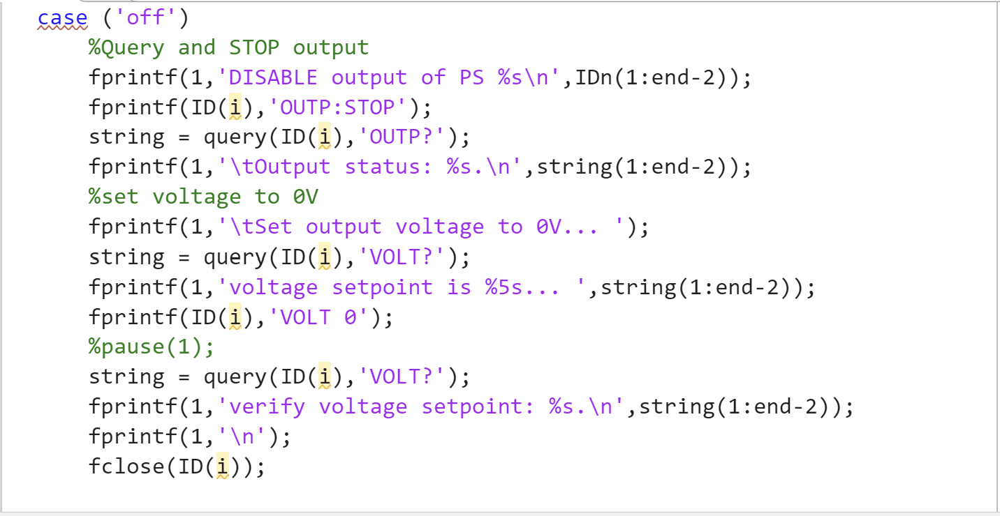 case ('off')
%Query and STOP output
fprintf(1,'DISABLE output of PS %s\n',IDn(1:end-2));
fprintf(ID(i),'OUTP:STOP');
string = query(ID(i),'OUTP?');
fprintf(1,'\tOutput status: %s.\n',string(1:end-2));
%set voltage to 0V
fprintf(1,'\tSet output voltage to 0V... ');
string = query(ID(i),'VOLT?');
fprintf(1,'voltage setpoint is %5s... ',string(1:end-2));
fprintf(ID(i),'VOLT 0');
%pause(1);
string = query(ID(i),'VOLT?');
fprintf(1,'verify voltage setpoint: %s.\n',string(1:end-2));
fprintf(1,'\n');
fclose(ID(i));